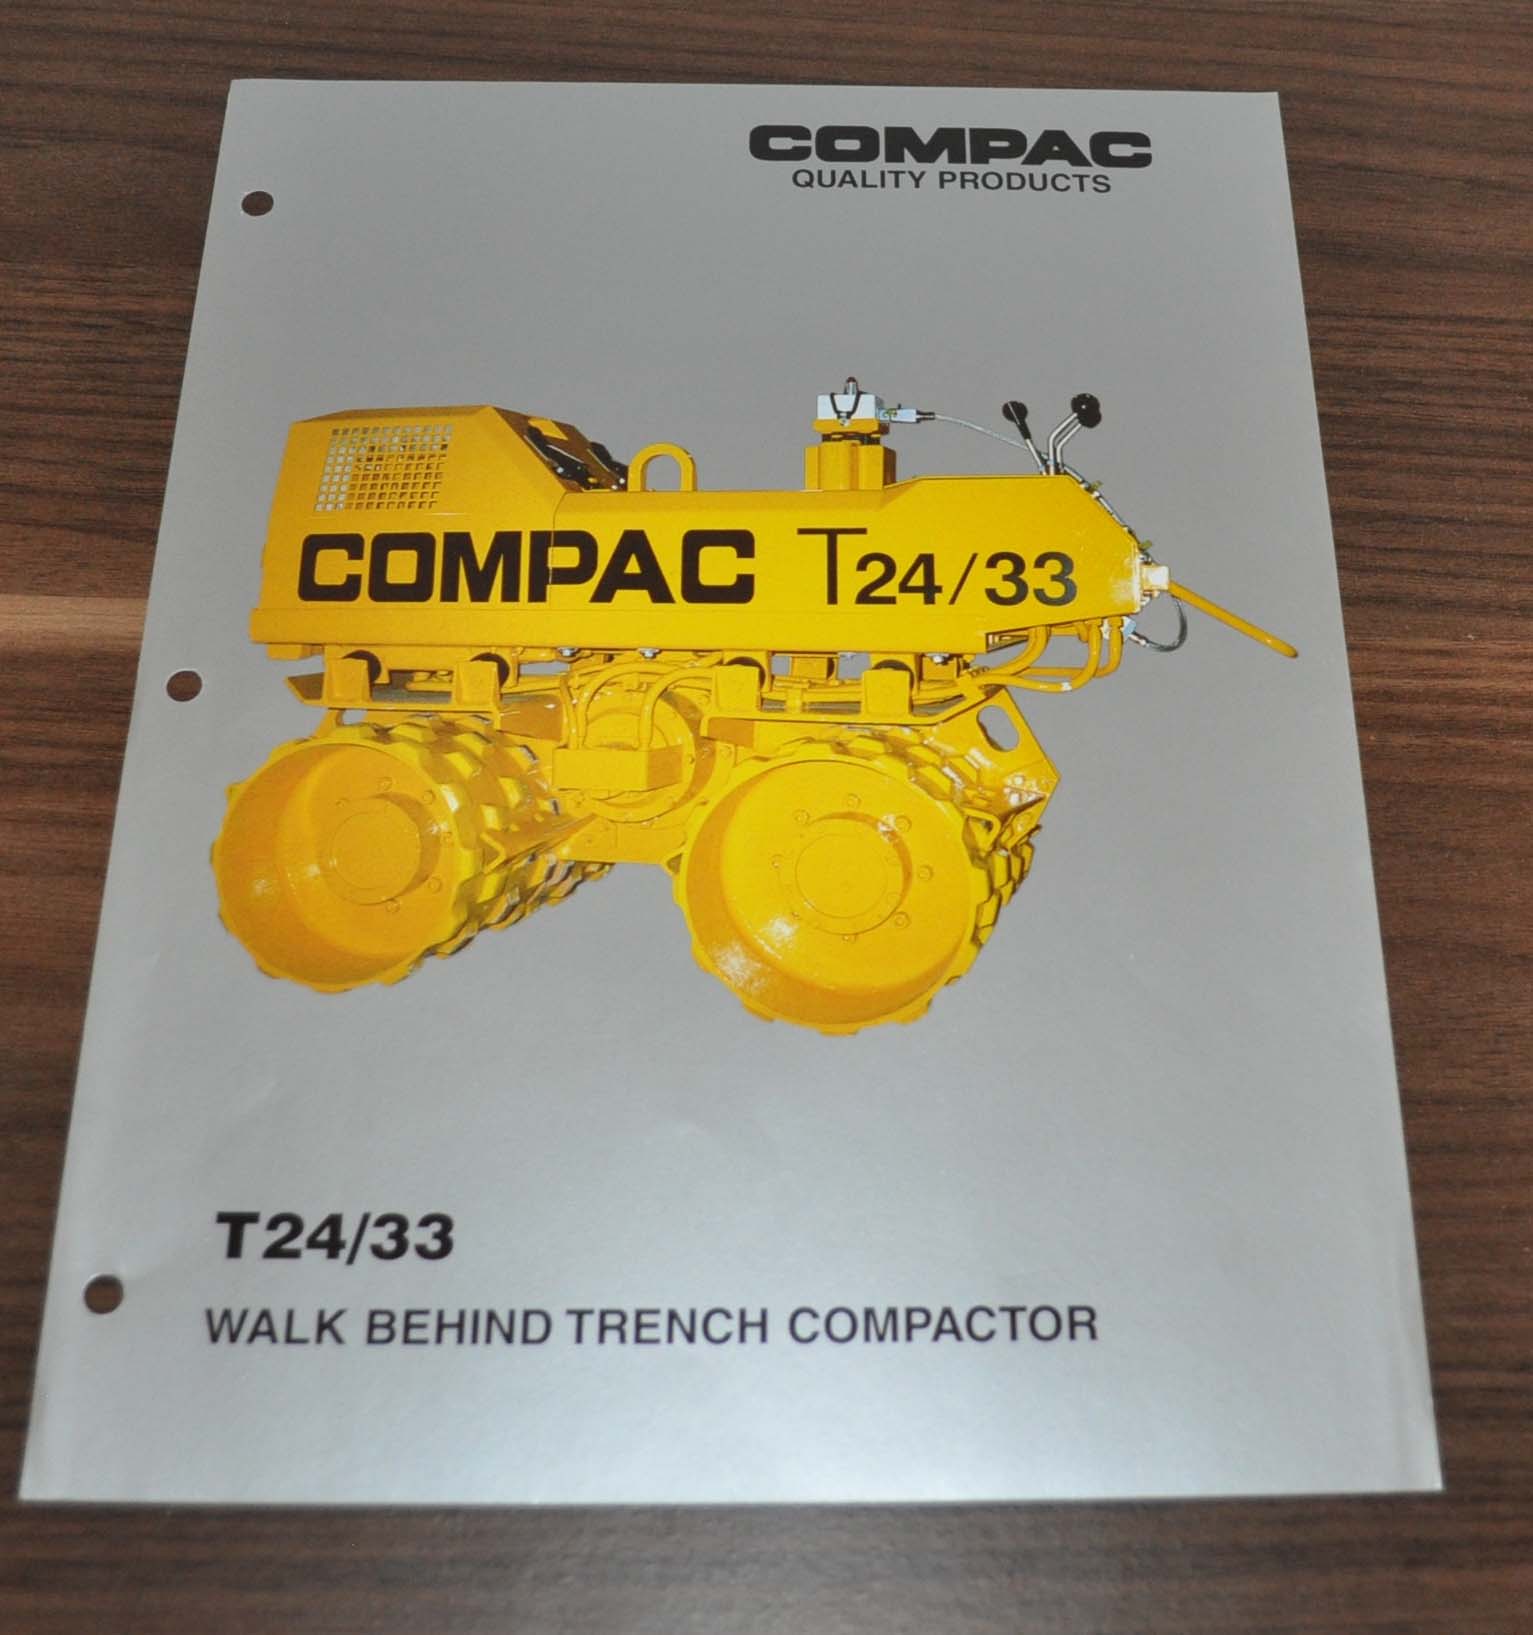 COMPAC
QUALITY PRODUCTS
COMPAC T24/33
T24/33
WALK BEHIND TRENCH COMPACTOR